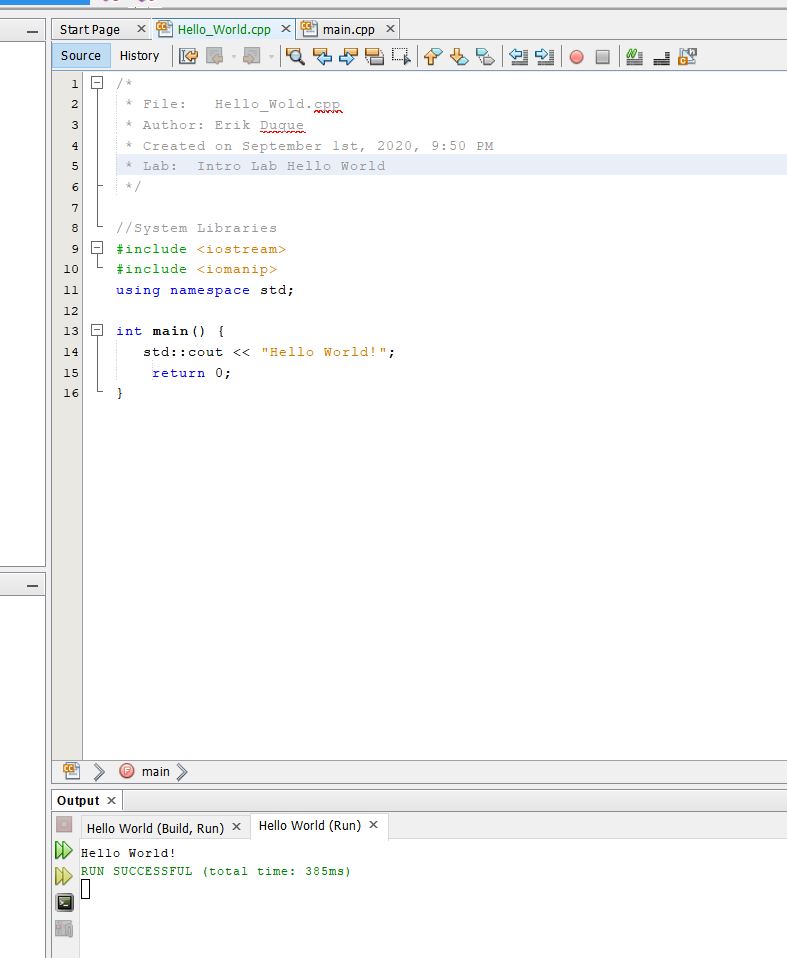 Start Page
Hello_World.cpp
main.cpp
Source
History
1 /*
2 * File:   Hello_Wold.cpp
3 * Author: Erik Duque
4 * Created on September 1st, 2020, 9:50 PM
5 * Lab:  Intro Lab Hello World
6 */
7
8 //System Libraries
9 #include <iostream>
10 #include <iomanip>
11 using namespace std;
12
13 int main() {
14    std::cout << "Hello World!";
15     return 0;
16 }
main
Output
Hello World (Build, Run)
Hello World (Run)
Hello World!
RUN SUCCESSFUL (total time: 385ms)